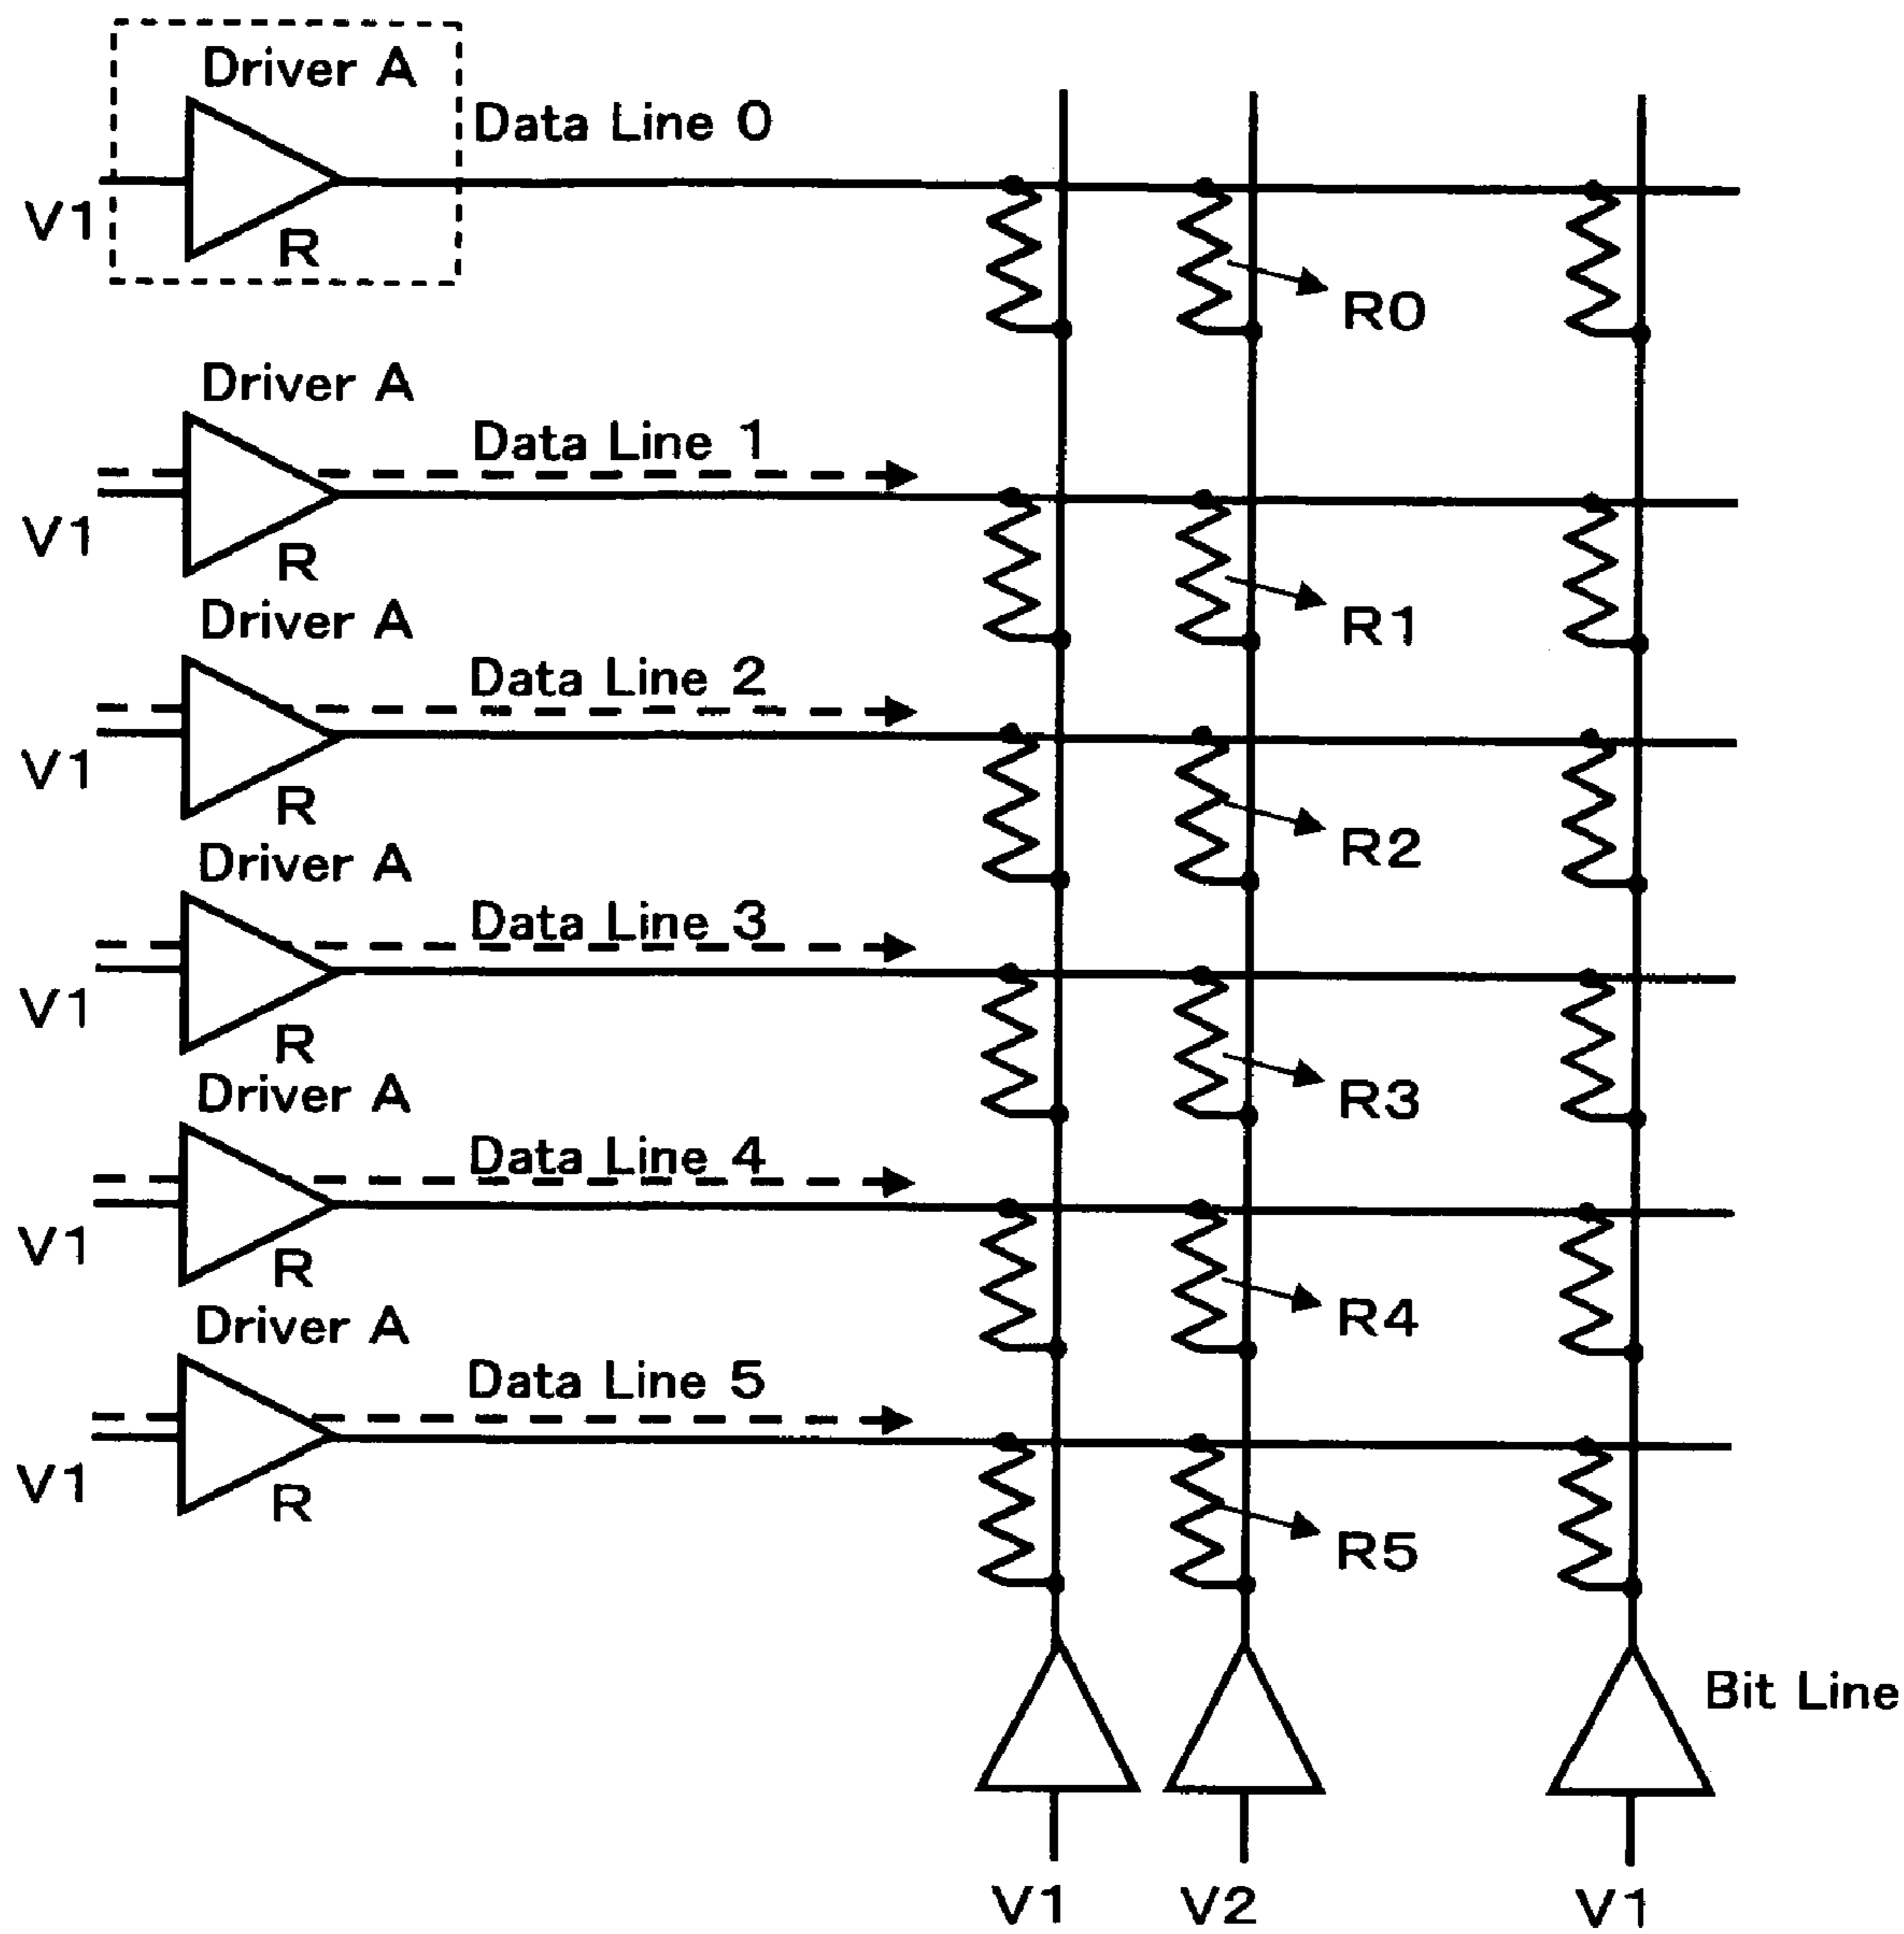 Driver A
Data Line 0
V1
R
R0
Driver A
Data Line 1
V1
R
R1
Driver A
Data Line 2
V1
R
R2
Driver A
Data Line 3
V1
R
R3
Driver A
Data Line 4
V1
R
R4
Driver A
Data Line 5
V1
R
R5
Bit Line
V1 V2 V1